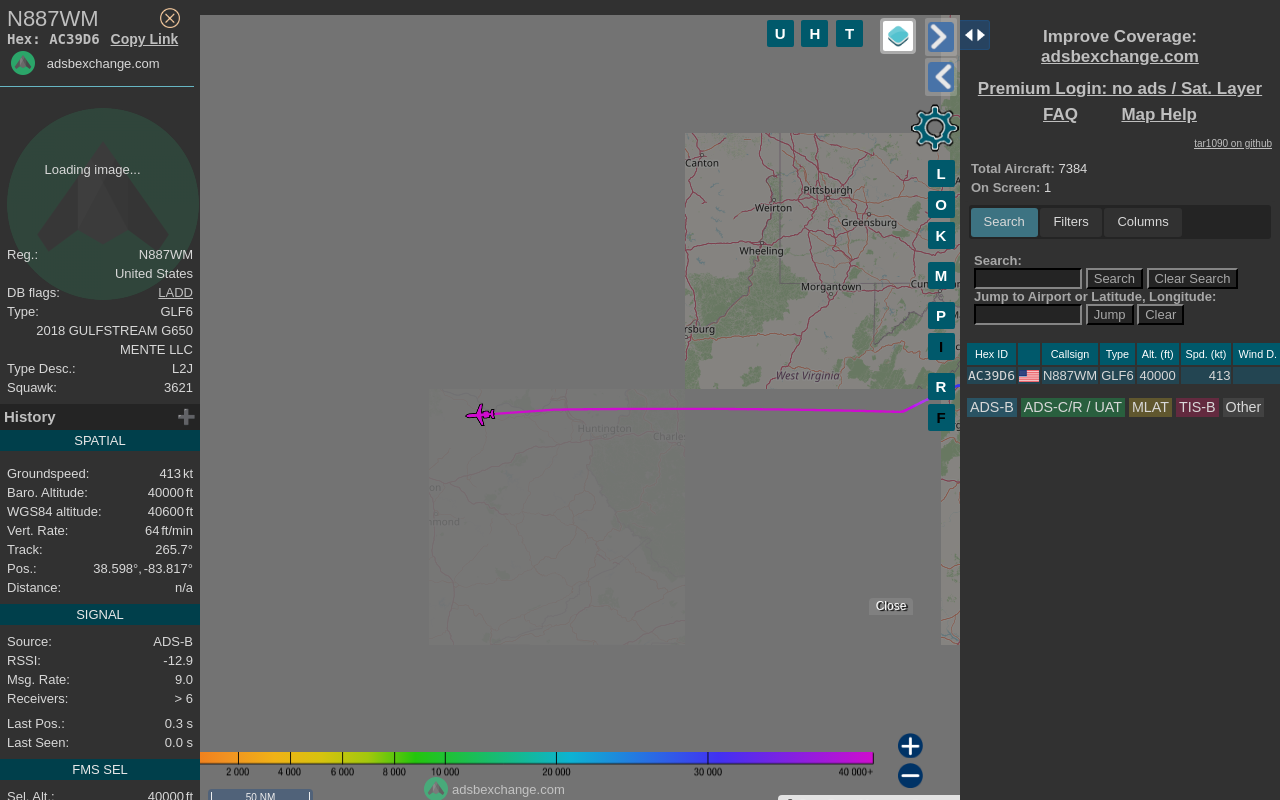 N887WM
Hex: AC39D6 Copy Link
adsbexchange.com
Loading image...
Reg.: N887WM
United States
DB flags: LADD
Type: GLF6
2018 GULFSTREAM G650
MENTE LLC
Type Desc.: L2J
Squawk: 3621
History
SPATIAL
Groundspeed: 413 kt
Baro. Altitude: 40000 ft
WGS84 altitude: 40600 ft
Vert. Rate: 64 ft/min
Track: 265.7°
Pos.: 38.598°, -83.817°
Distance: n/a
SIGNAL
Source: ADS-B
RSSI: -12.9
Msg. Rate: 9.0
Receivers: > 6
Last Pos.: 0.3 s
Last Seen: 0.0 s
FMS SEL
Sel. Alt.: 40000 ft
U H T
L
O
K
M
P
I
R
F
Canton
Pittsburgh
Weirton
Greensburg
Wheeling
Morgantown
West Virginia
Huntington
Close
2 000 4 000 6 000 8 000 10 000 20 000 30 000 40 000+
adsbexchange.com
50 NM
Improve Coverage:
adsbexchange.com
Premium Login: no ads / Sat. Layer
FAQ Map Help
tar1090 on github
Total Aircraft: 7384
On Screen: 1
Search Filters Columns
Search:
Search Clear Search
Jump to Airport or Latitude, Longitude:
Jump Clear
Hex ID Callsign Type Alt. (ft) Spd. (kt) Wind D.
AC39D6 N887WM GLF6 40000 413
ADS-B ADS-C/R / UAT MLAT TIS-B Other